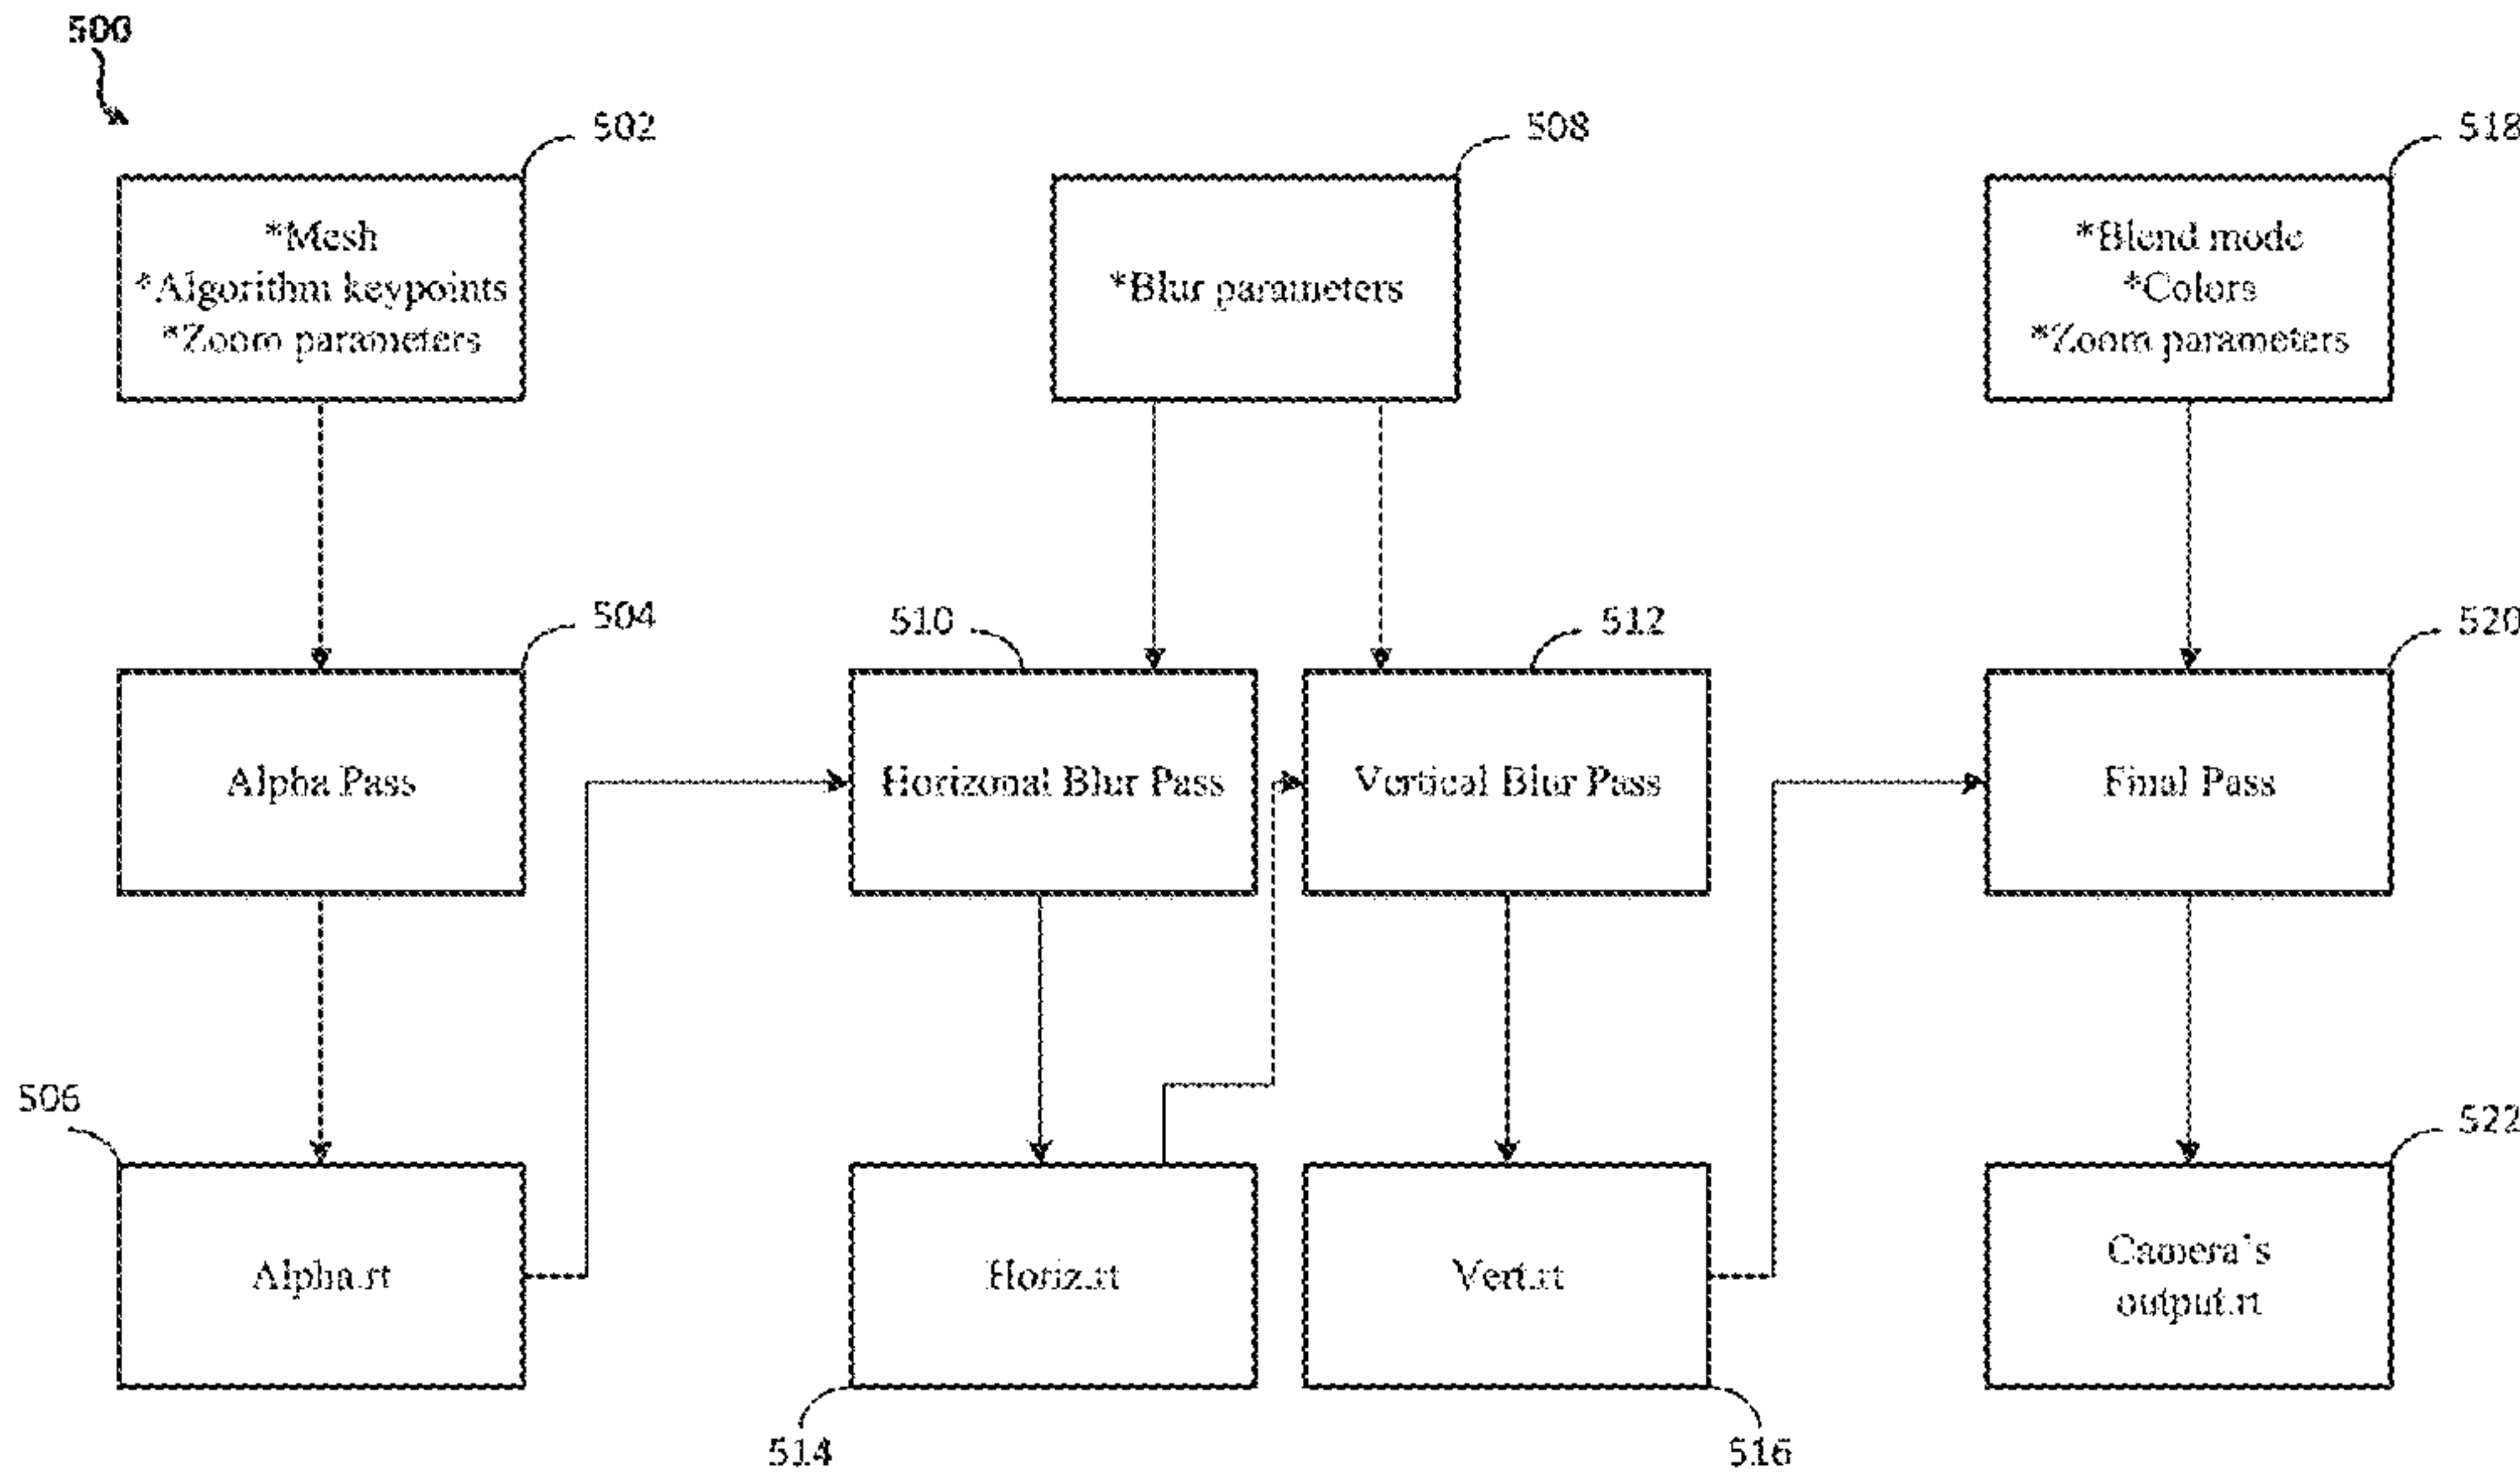 500
502
508
518
*Mesh
*Algorithm keypoints
*Zoom parameters
*Blur parameters
*Blend mode
*Colors
*Zoom parameters
504
510
512
520
Alpha Pass
Horizonal Blur Pass
Vertical Blur Pass
Final Pass
506
522
Alpha.rt
Horiz.rt
Vert.rt
Camera's
output.rt
514
516